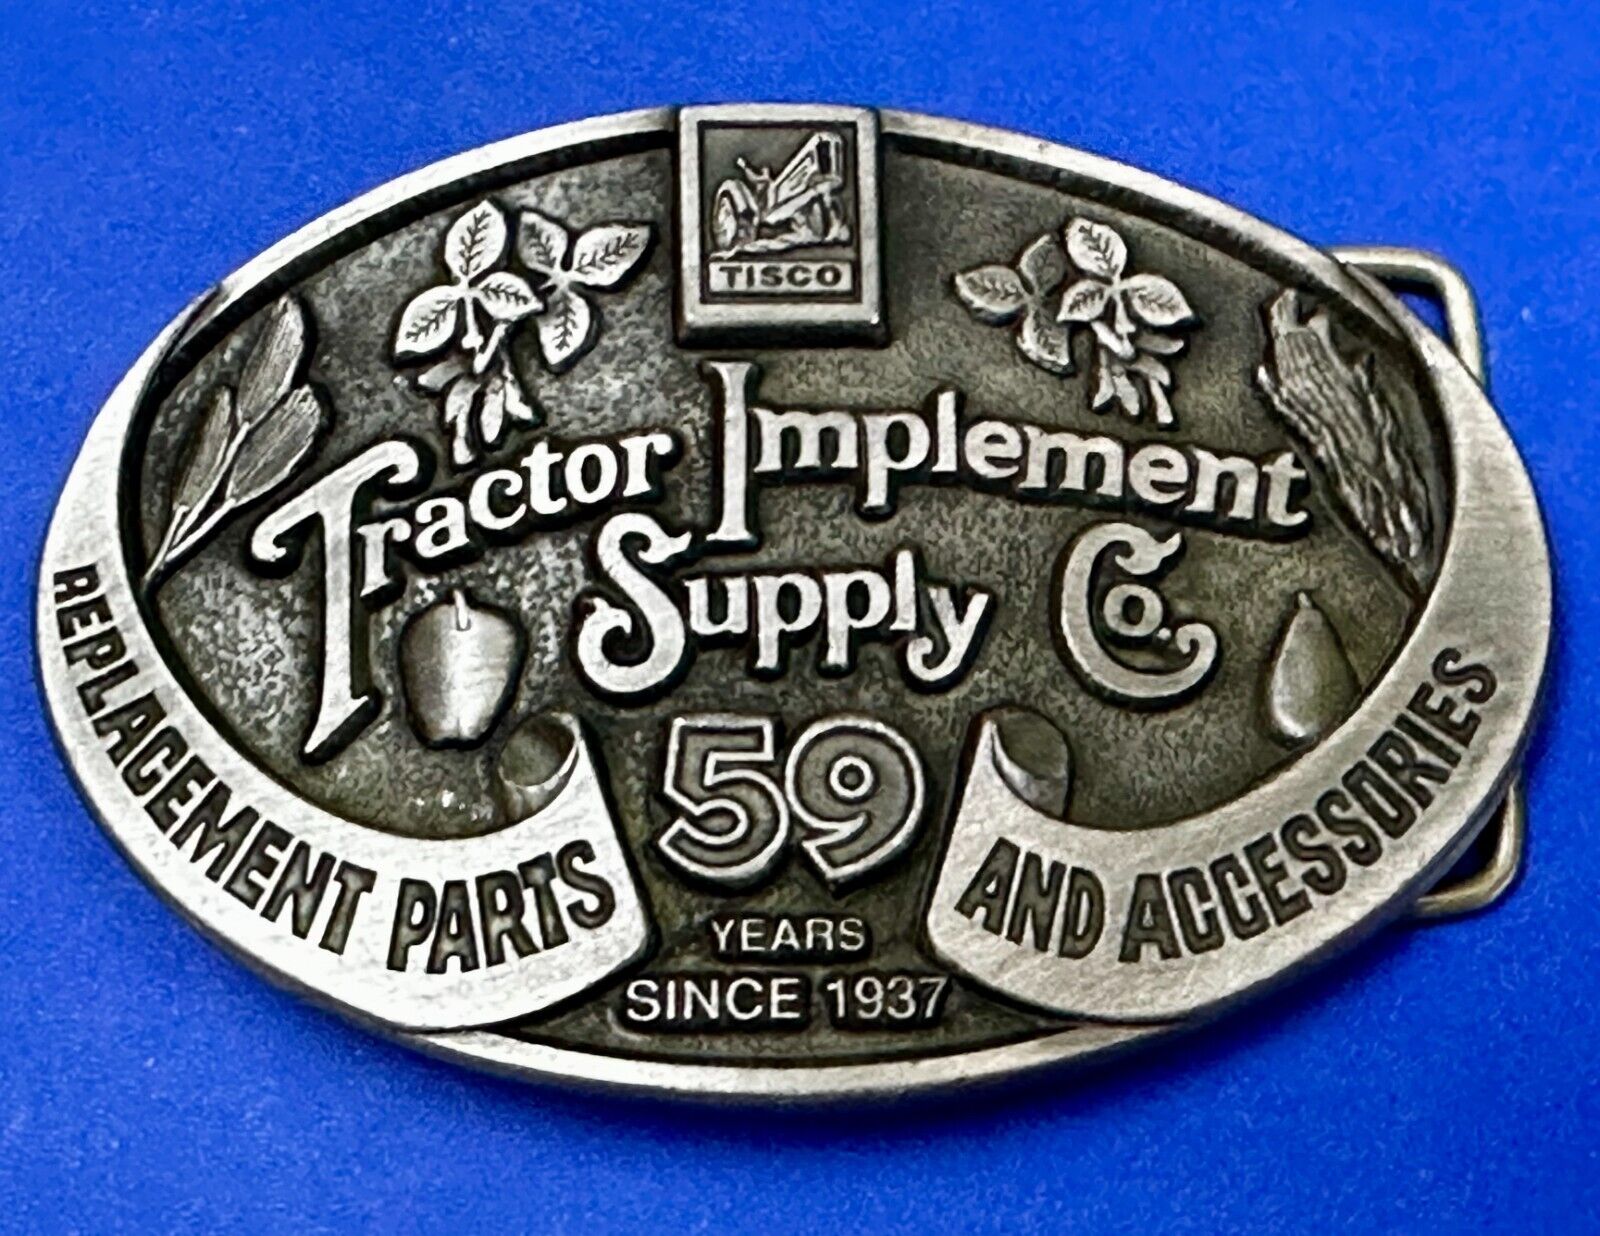 TISCO
Tractor Implement
Supply Co.
59
YEARS
SINCE 1937
REPLACEMENT PARTS
AND ACCESSORIES